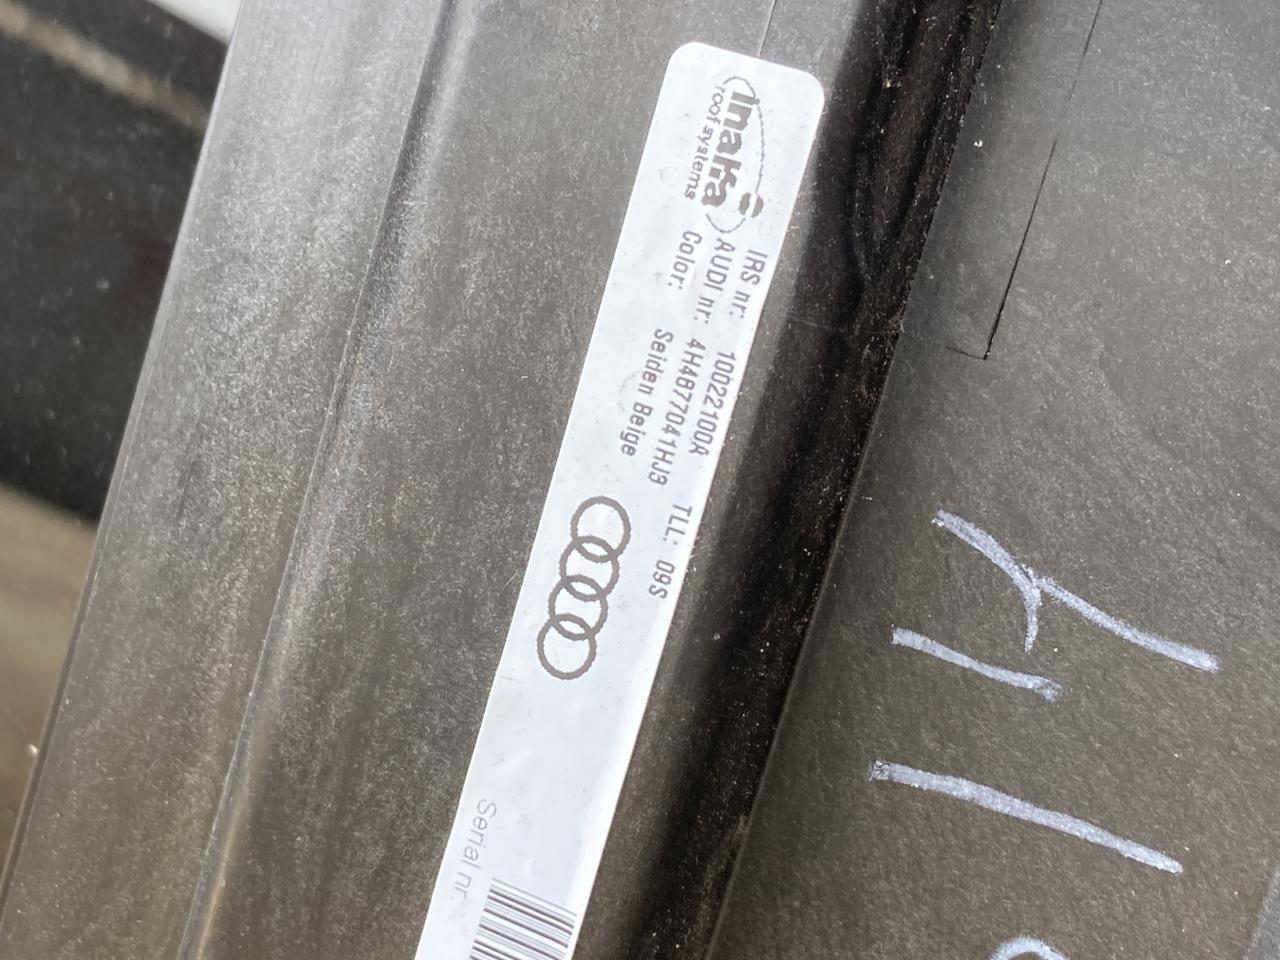 inalfa
roof systems
IRS nr: 10022100A TLL: 09S
AUDI nr: 4H4877041HJ9
Color: Seiden Beige
Serial nr.